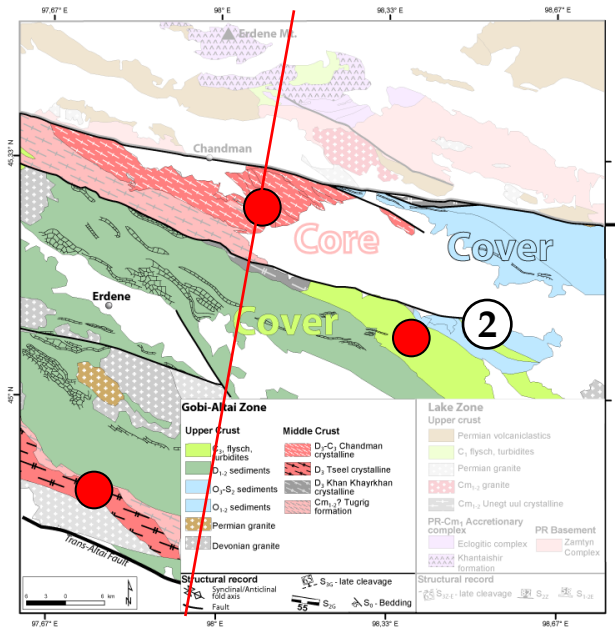 97.67° E 98° E 98.33° E 98.67° E
Erdene Mt.
45.33° N
Chandman
Core
Cover
Erdene
Cover
2
45° N
Gobi-Altai Zone
Upper Crust
C₃, flysch,
turbidites
D₁₋₂ sediments
O₃-S₂ sediments
O₁₋₂ sediments
Permian granite
Devonian granite
Middle Crust
D₃-C₁ Chandman
crystalline
D₃ Tseel crystalline
D₃ Khan Khayrkhan
crystalline
Cm₁₋₂? Tugrig
formation
Lake Zone
Upper crust
Permian volcaniclastics
C₁ flysch, turbidites
Permian granite
Cm₁₋₂ granite
Cm₁₋₂ Unegt uul crystalline
PR-Cm₁ Accretionary
complex
Eclogitic complex
Khantaishir
formation
PR Basement
Zamtyn
Complex
Trans-Altai Fault
Structural record
Synclinal/Anticlinal
fold axis
Fault
S₃G - late cleavage
55 S₂G
S₀ - Bedding
Structural record
- late cleavage
N
3 0 6 km
97.67° E 98° E 98.33° E 98.67° E